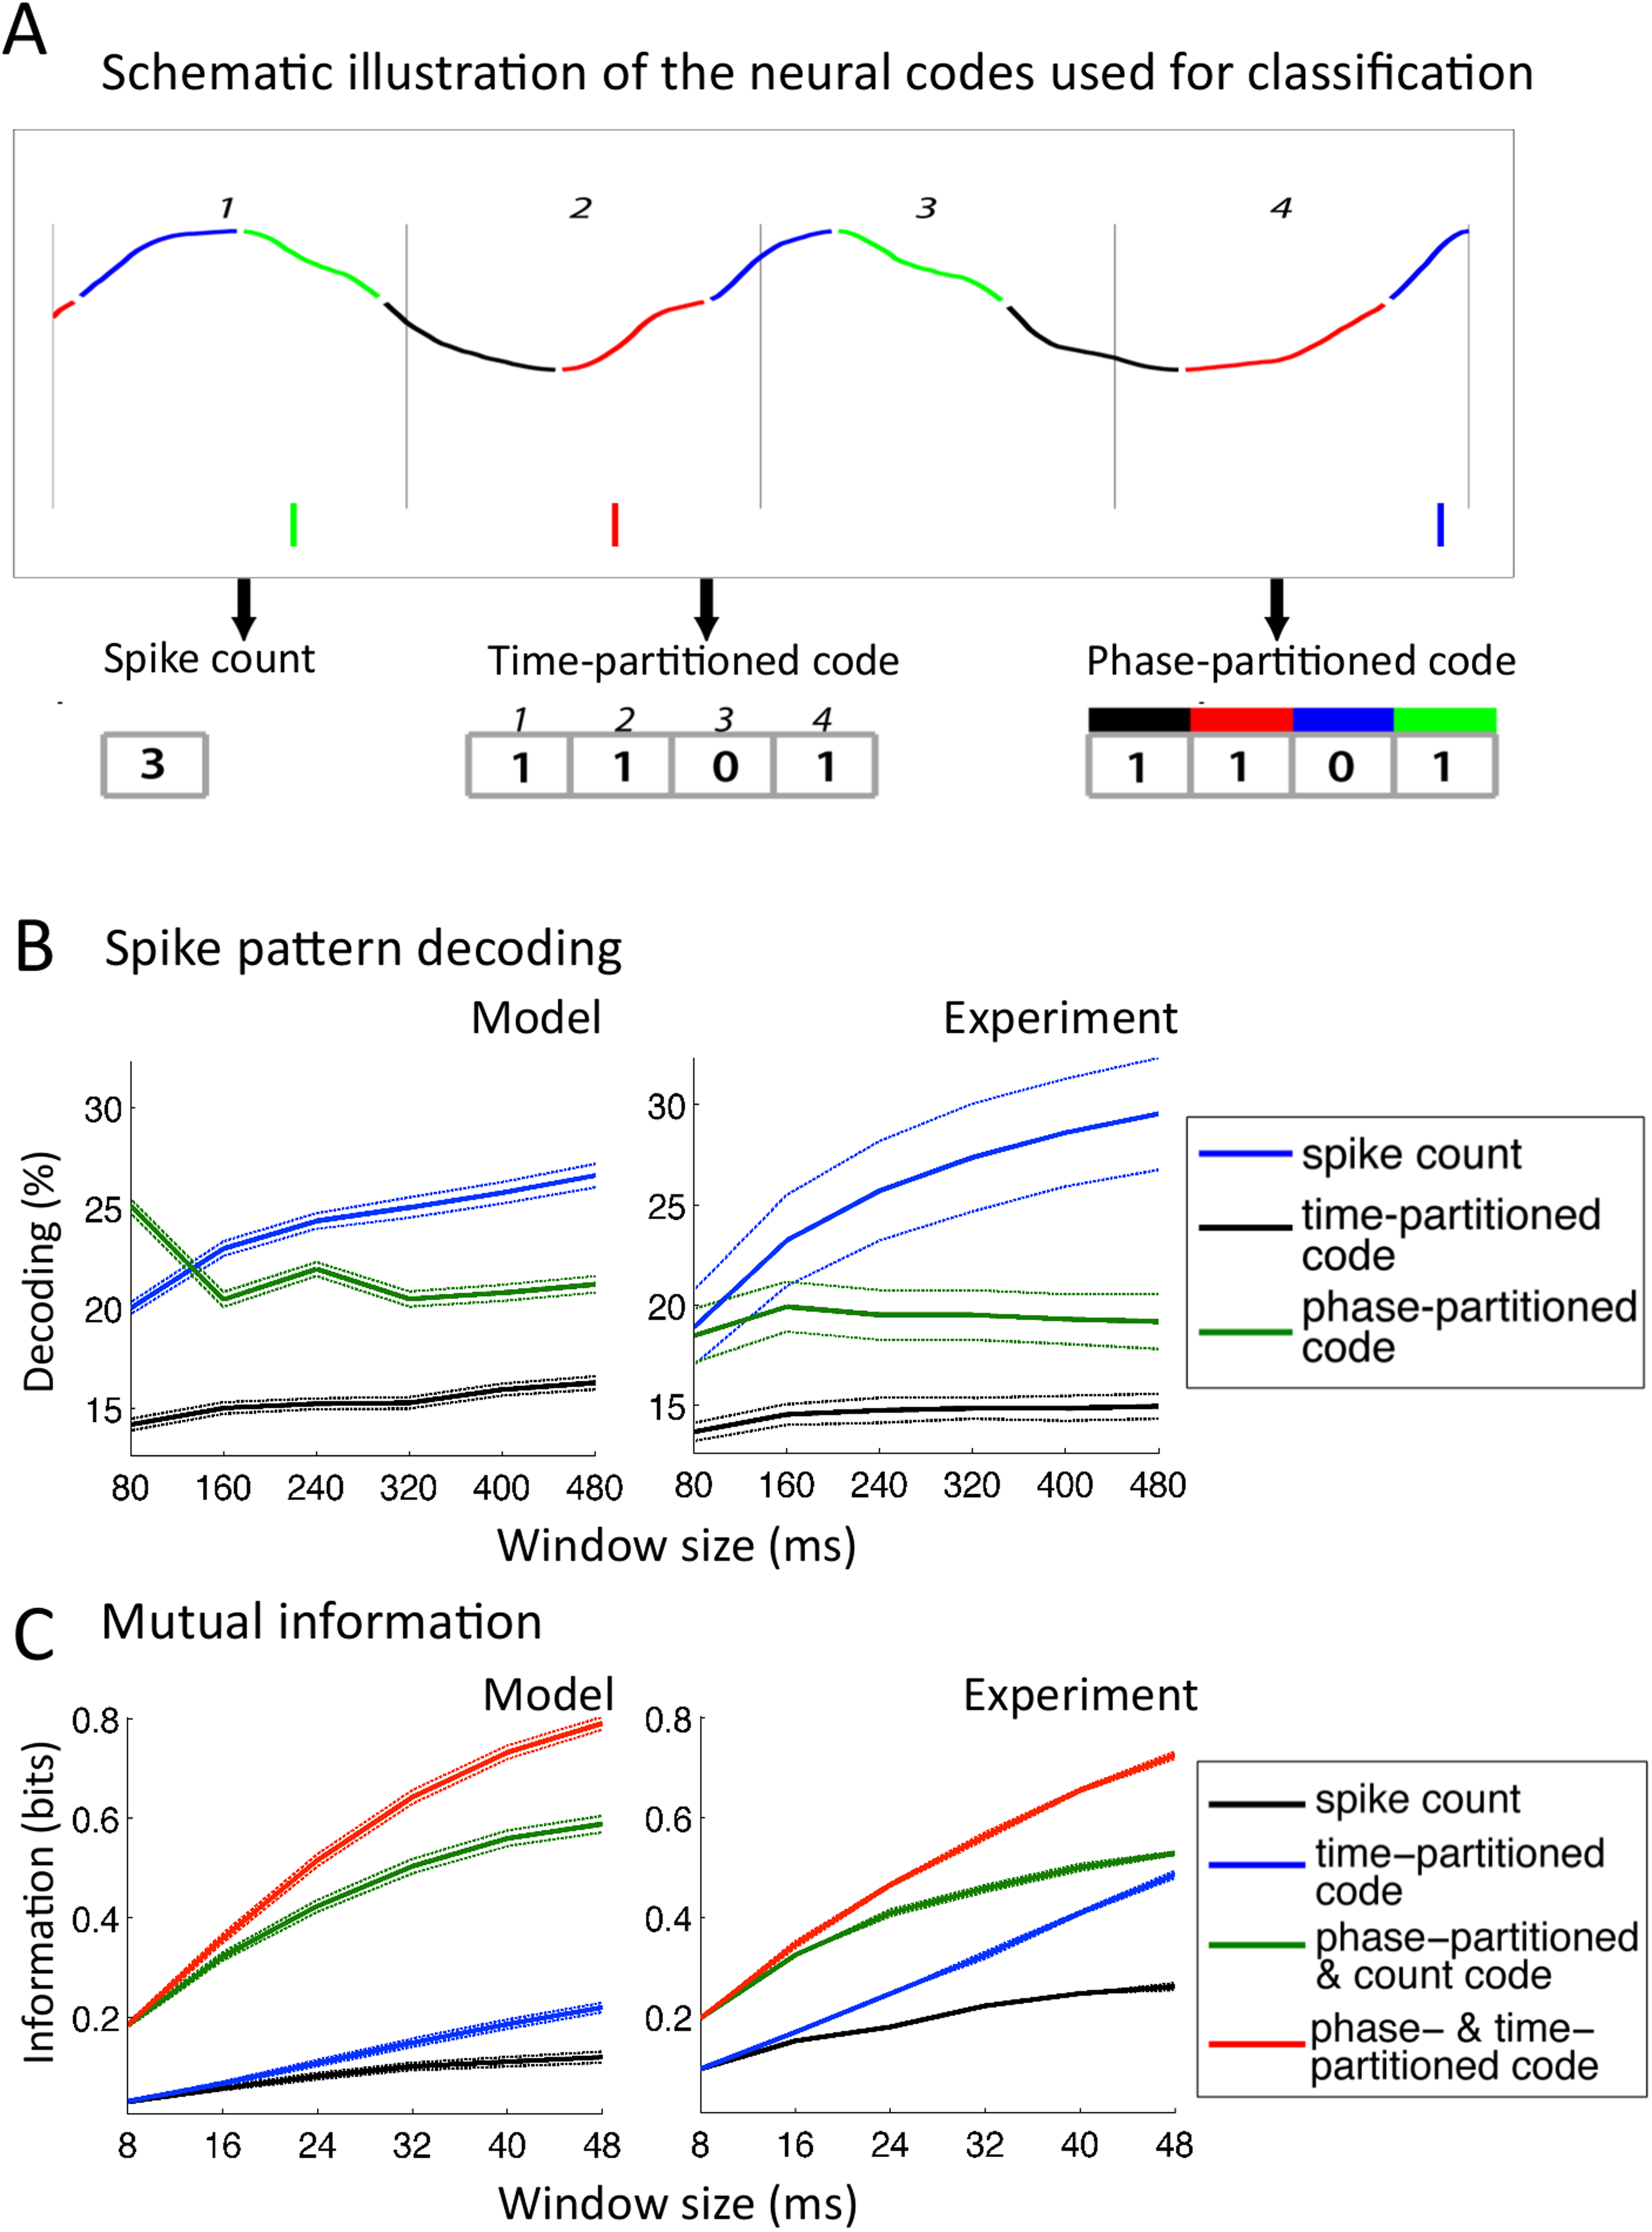 A
Schematic illustration of the neural codes used for classification
1 2 3 4
Spike count Time-partitioned code Phase-partitioned code
1 2 3 4
3 1 1 0 1 1 1 0 1
B Spike pattern decoding
Model Experiment
Decoding (%)
30
25
20
15
80 160 240 320 400 480
30
25
20
15
80 160 240 320 400 480
Window size (ms)
spike count
time-partitioned
code
phase-partitioned
code
C Mutual information
Model Experiment
Information (bits)
0.8
0.6
0.4
0.2
8 16 24 32 40 48
0.8
0.6
0.4
0.2
8 16 24 32 40 48
Window size (ms)
spike count
time–partitioned
code
phase–partitioned
& count code
phase– & time–
partitioned code